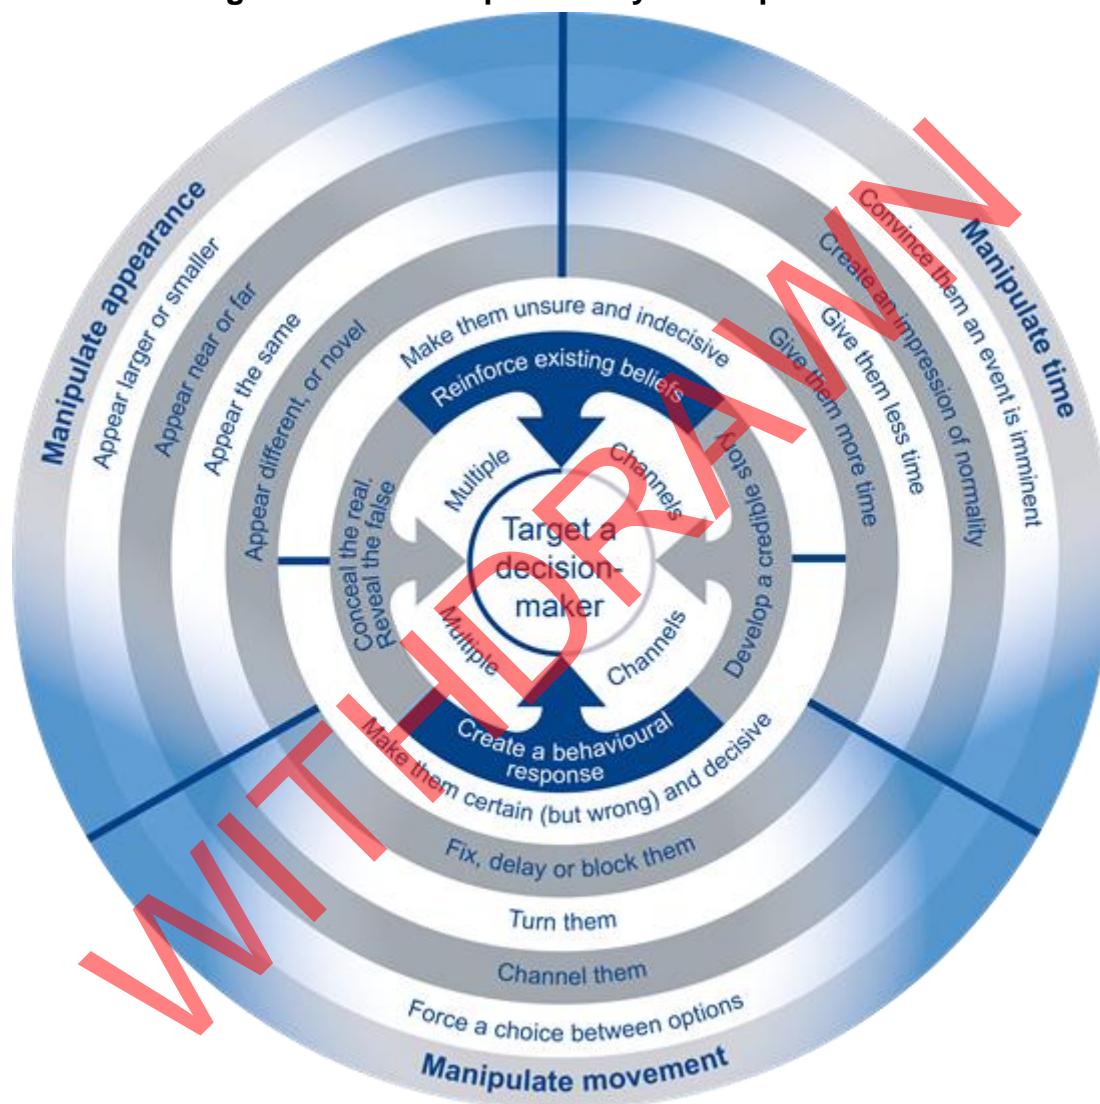 Manipulate appearance
Appear larger or smaller
Appear near or far
Appear the same
Appear different, or novel
Manipulate time
Convince them an event is imminent
Create an impression of normality
Give them less time
Give them more time
Make them unsure and indecisive
Reinforce existing beliefs
Multiple
Channels
Conceal the real.
Reveal the false
Target a
decision-
maker
Develop a credible story
Multiple
Channels
Create a behavioural
response
Make them certain (but wrong) and decisive
Fix, delay or block them
Turn them
Channel them
Force a choice between options
Manipulate movement
WITHDRAWN